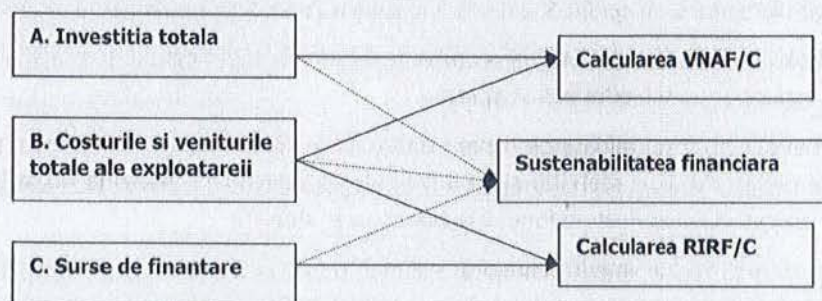 A. Investitia totala
Calcularea VNAF/C
B. Costurile si veniturile
totale ale exploatareii
Sustenabilitatea financiara
C. Surse de finantare
Calcularea RIRF/C